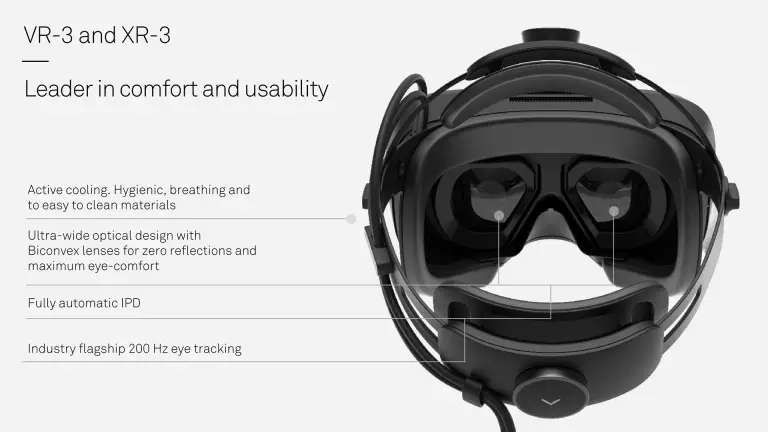 VR-3 and XR-3
Leader in comfort and usability
Active cooling. Hygienic, breathing and
to easy to clean materials
Ultra-wide optical design with
Biconvex lenses for zero reflections and
maximum eye-comfort
Fully automatic IPD
Industry flagship 200 Hz eye tracking